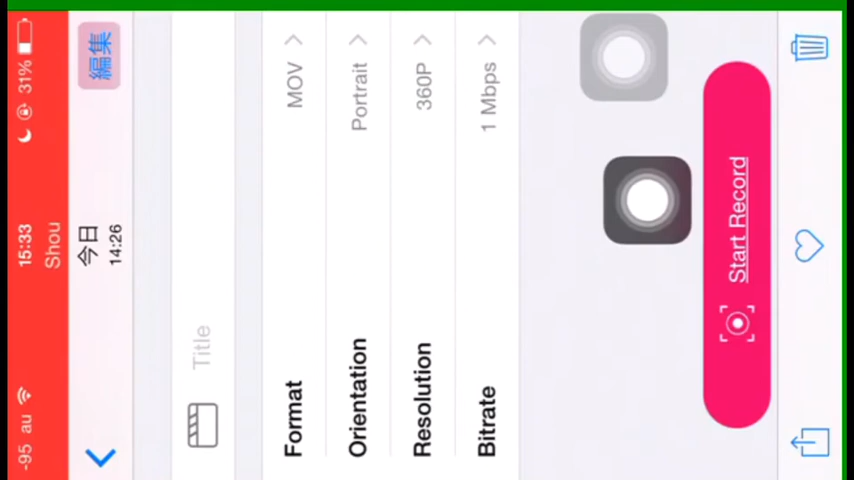 -95 au 15:33 31%
Shou
今日 編集
14:26
Title
Format MOV
Orientation Portrait
Resolution 360P
Bitrate 1 Mbps
Start Record